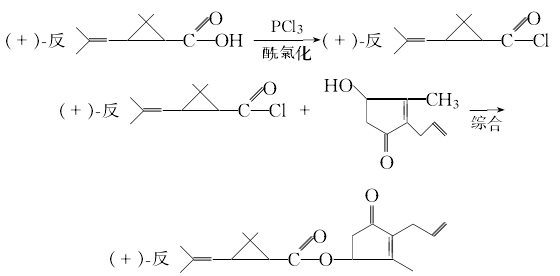 (+)-反 C O OH PCl3 酰氯化 (+)-反 C O Cl
(+)-反 C O Cl + HO CH3 O 综合
(+)-反 C O O O